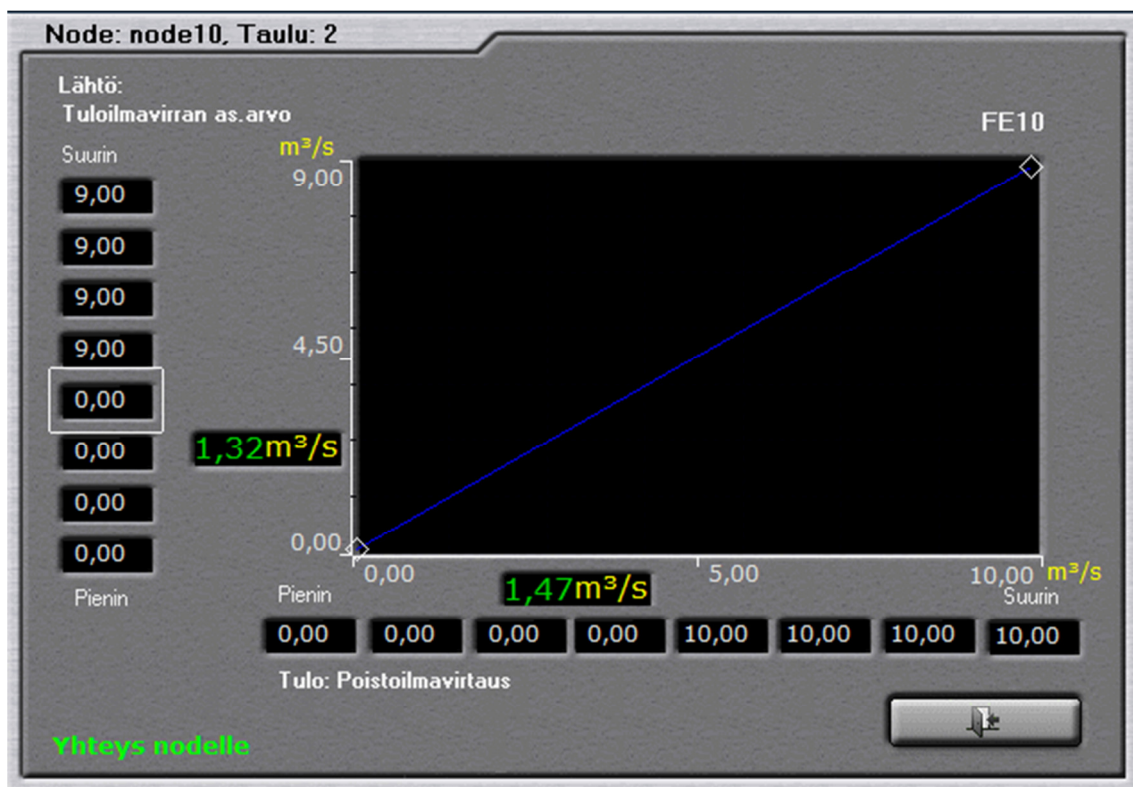 Node: node10, Taulu: 2
Lähtö:
Tuloilmavirran as.arvo
FE10
Suurin
m³/s
9,00
9,00
9,00
9,00
9,00
4,50
0,00
0,00
1,32m³/s
0,00
0,00
0,00
0,00
5,00
10,00 m³/s
Pienin
Pienin
1,47m³/s
Suurin
0,00 0,00 0,00 0,00 10,00 10,00 10,00 10,00
Tulo: Poistoilmavirtaus
Yhteys nodelle